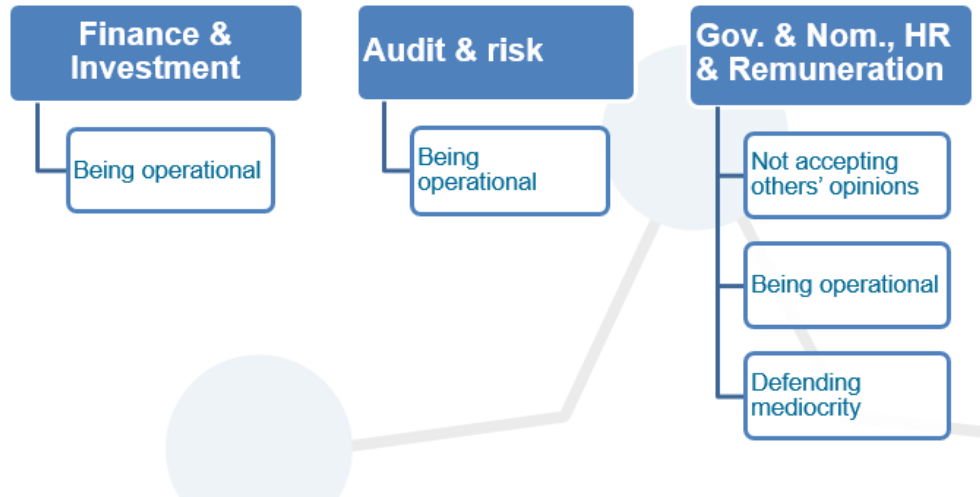 Finance &
Investment
Being operational
Audit & risk
Being
operational
Gov. & Nom., HR
& Remuneration
Not accepting
others’ opinions
Being operational
Defending
mediocrity